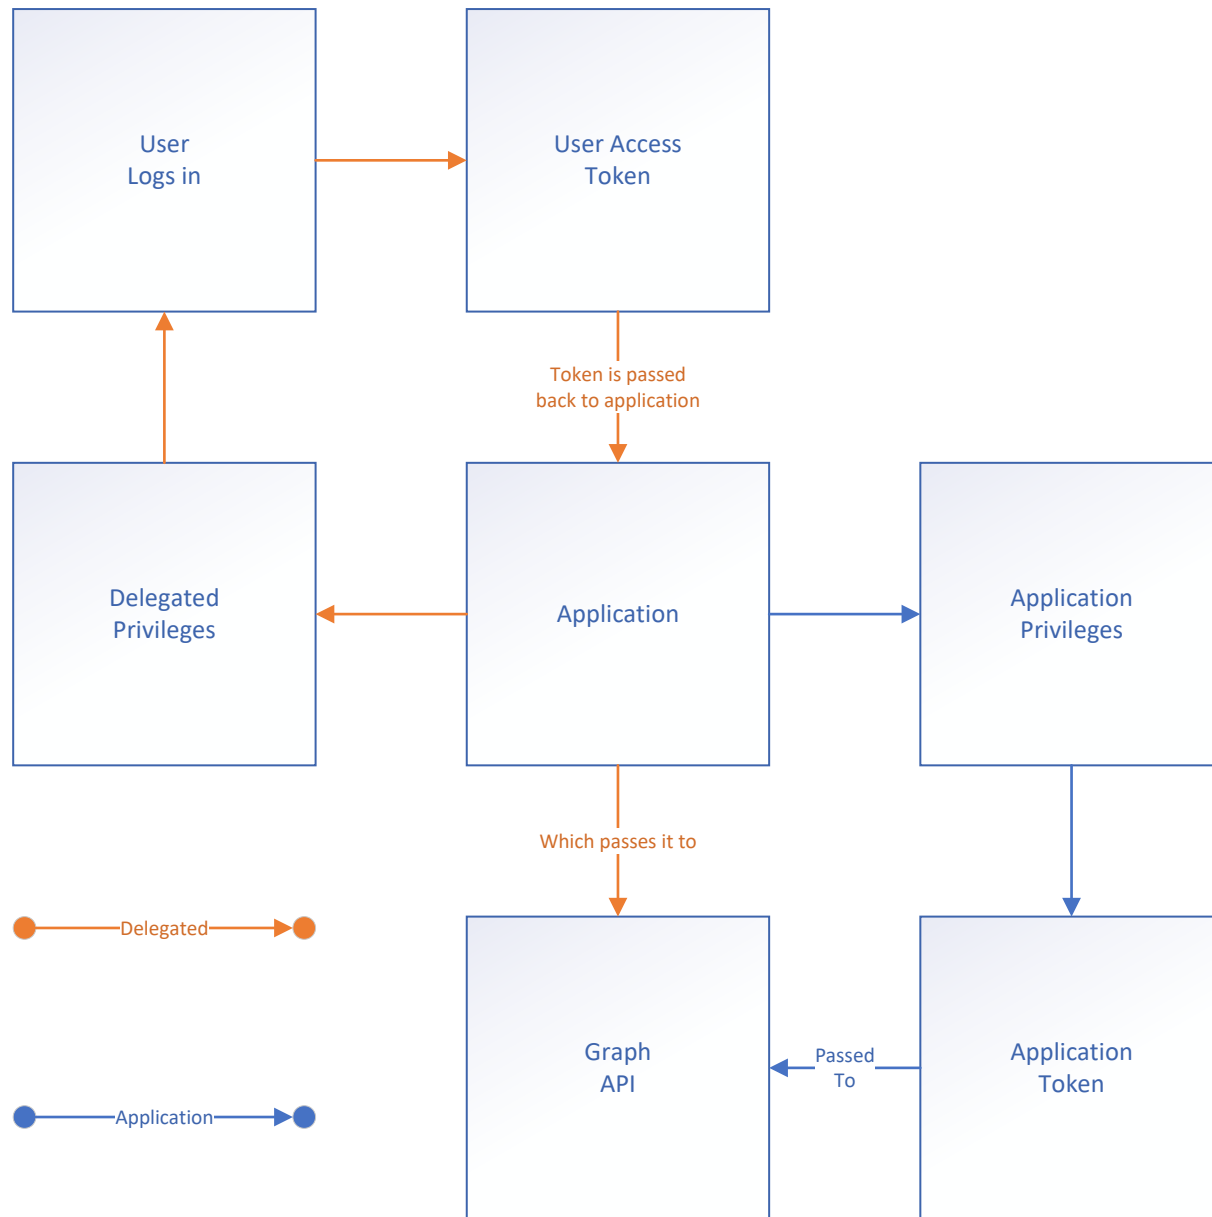 User
Logs in
User Access
Token
Token is passed
back to application
Delegated
Privileges
Application
Application
Privileges
Which passes it to
Delegated
Graph
API
Passed
To
Application
Token
Application